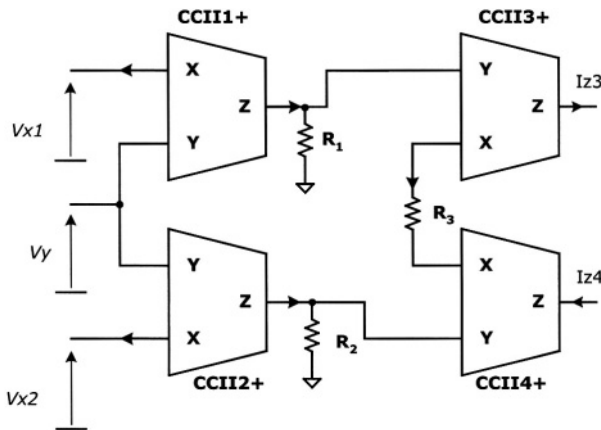 CCII1+
CCII3+
X
Y
Z
R1
Vx1
Y
Z
X
Iz3
R3
Vy
Y
Z
X
R2
Vx2
CCII2+
X
Z
Y
Iz4
CCII4+